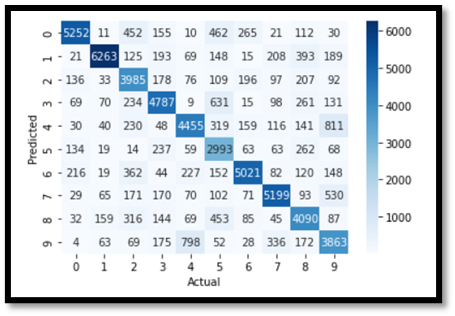 0 5252 11 452 155 10 462 265 21 112 30
1 21 6263 125 193 69 148 15 208 393 189
2 136 33 3985 178 76 109 196 97 207 92
3 69 70 234 4787 9 631 15 98 261 131
4 30 40 230 48 4455 319 159 116 141 811
5 134 19 14 237 59 2993 63 63 262 68
6 216 19 362 44 227 152 5021 82 120 148
7 29 65 171 170 70 102 71 5199 93 530
8 32 159 316 144 69 453 85 45 4090 87
9 4 63 69 175 798 52 28 336 172 3863
0 1 2 3 4 5 6 7 8 9
Actual
Predicted
6000
5000
4000
3000
2000
1000